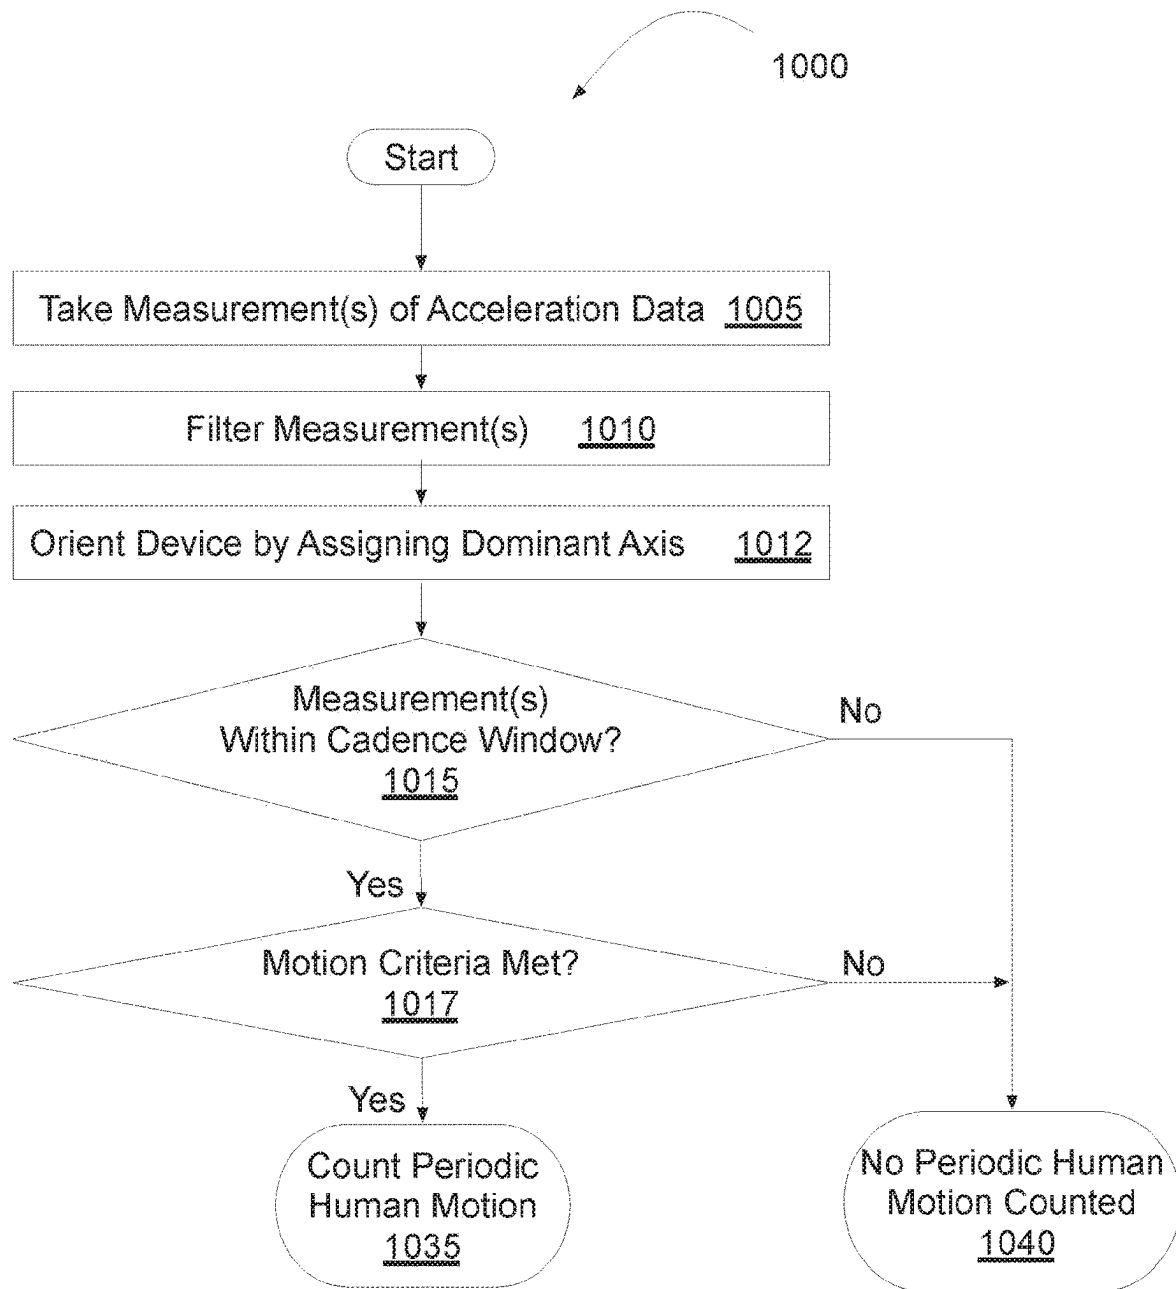 1000
Start
Take Measurement(s) of Acceleration Data 1005
Filter Measurement(s) 1010
Orient Device by Assigning Dominant Axis 1012
Measurement(s)
Within Cadence Window?
1015
No
Yes
Motion Criteria Met?
1017
No
Yes
Count Periodic
Human Motion
1035
No Periodic Human
Motion Counted
1040